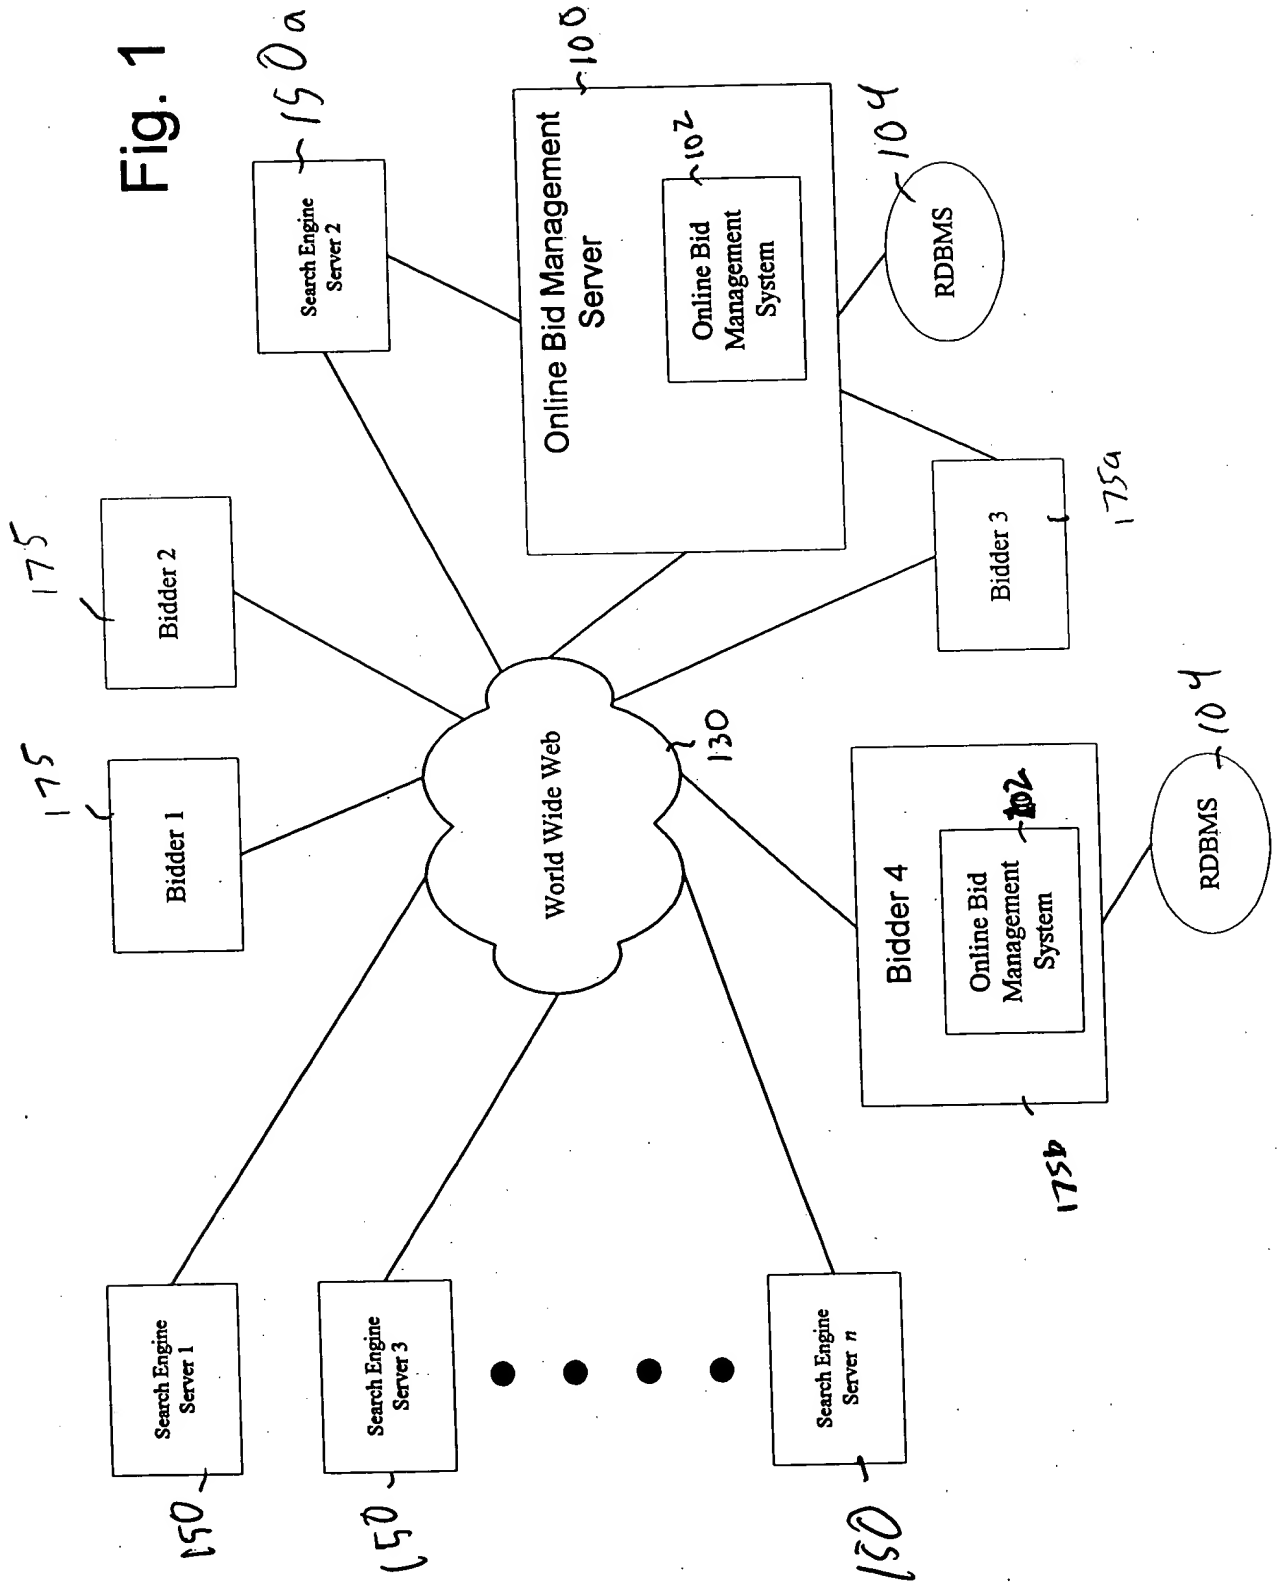 Fig. 1
175
Bidder 1
175
Bidder 2
150a
Search Engine
Server 2
150
Search Engine
Server 1
150
Search Engine
Server 3
150
Search Engine
Server n
World Wide Web
130
100
Online Bid Management
Server
102
Online Bid
Management
System
104
RDBMS
Bidder 3
175a
Bidder 4
102
Online Bid
Management
System
175b
104
RDBMS